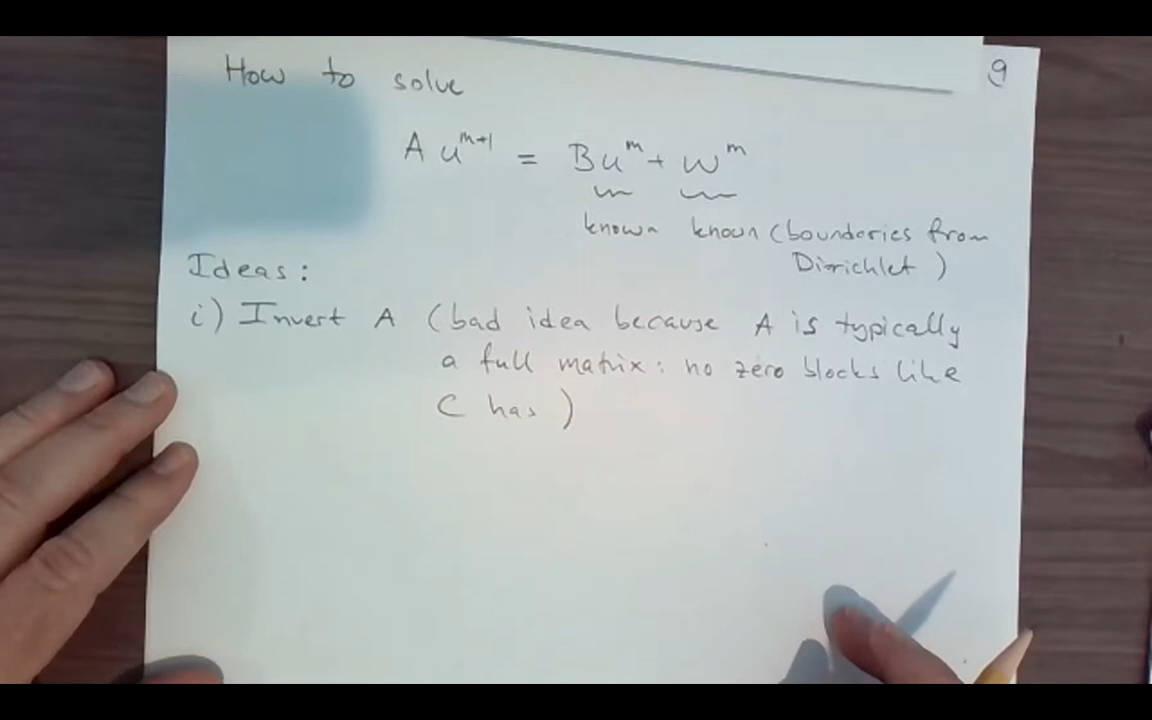 How to solve
9
A u^{m+1} = Bu^m + w^m
known known (boundaries from
Dirichlet)
Ideas:
i) Invert A (bad idea because A is typically
a full matrix: no zero blocks like
C has)